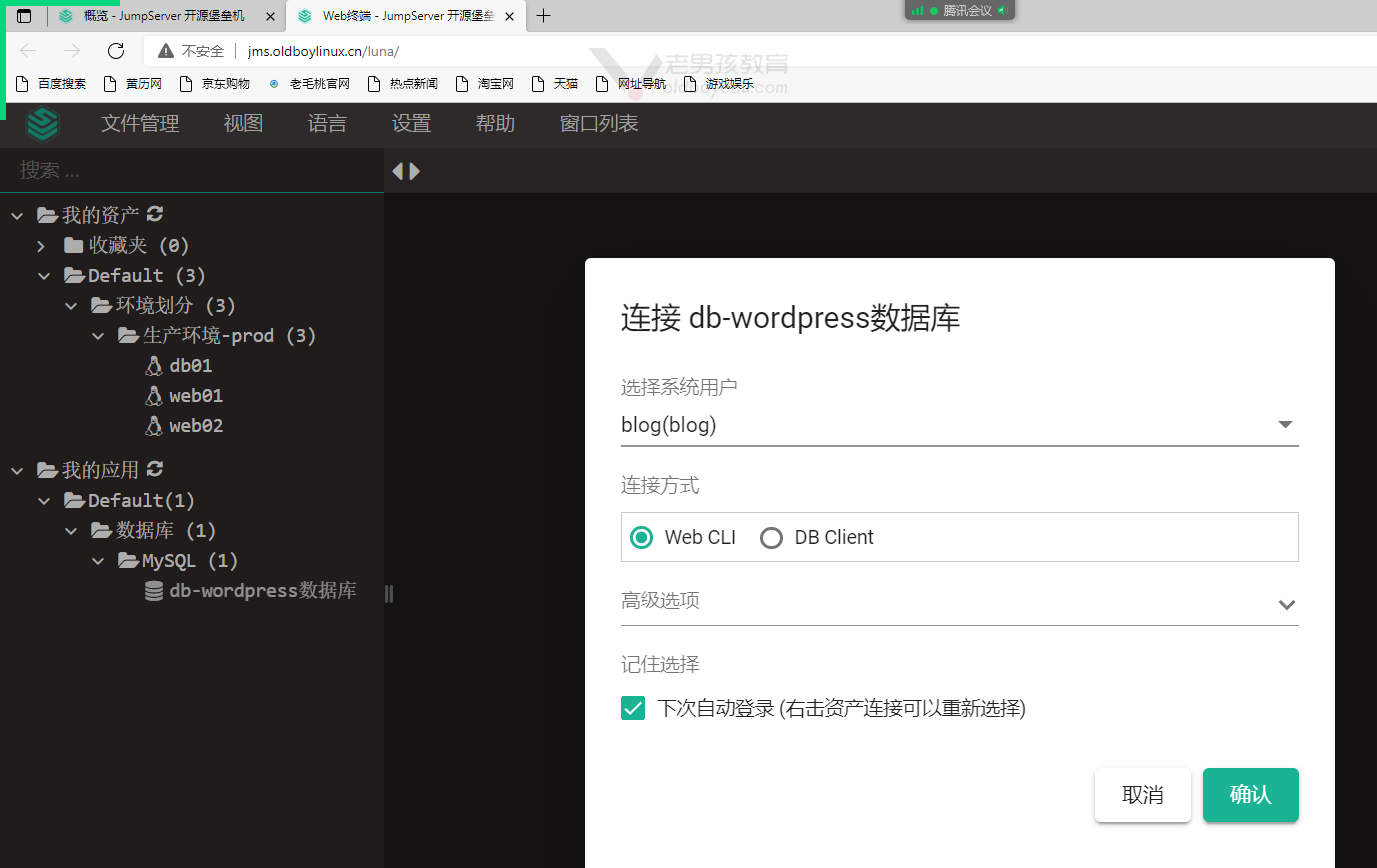 概览 - JumpServer 开源堡垒机
Web终端 - JumpServer 开源堡垒
腾讯会议
不安全
jms.oldboylinux.cn/luna/
老男孩教育
oldboyedu.com
百度搜索
黄历网
京东购物
老毛桃官网
热点新闻
淘宝网
天猫
网址导航
游戏娱乐
文件管理
视图
语言
设置
帮助
窗口列表
搜索 ...
我的资产
收藏夹 (0)
Default (3)
环境划分 (3)
生产环境-prod (3)
db01
web01
web02
我的应用
Default(1)
数据库 (1)
MySQL (1)
db-wordpress数据库
连接 db-wordpress数据库
选择系统用户
blog(blog)
连接方式
Web CLI
DB Client
高级选项
记住选择
下次自动登录 (右击资产连接可以重新选择)
取消
确认